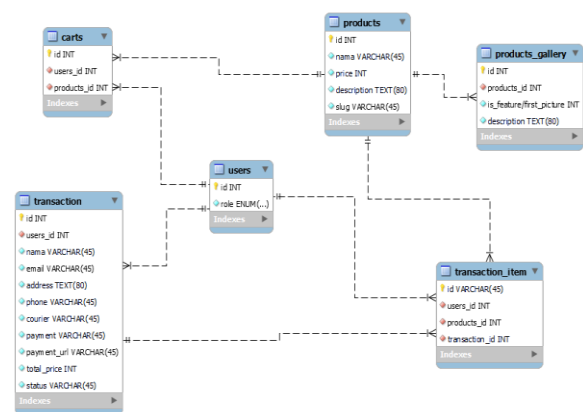 carts
id INT
users_id INT
products_id INT
Indexes
products
id INT
nama VARCHAR(45)
price INT
description TEXT(80)
slug VARCHAR(45)
Indexes
products_gallery
id INT
products_id INT
is_feature/first_picture INT
description TEXT(80)
Indexes
users
id INT
role ENUM(...)
Indexes
transaction
id INT
users_id INT
nama VARCHAR(45)
email VARCHAR(45)
address TEXT(80)
phone VARCHAR(45)
courier VARCHAR(45)
payment VARCHAR(45)
payment_url VARCHAR(45)
total_price INT
status VARCHAR(45)
Indexes
transaction_item
id VARCHAR(45)
users_id INT
products_id INT
transaction_id INT
Indexes